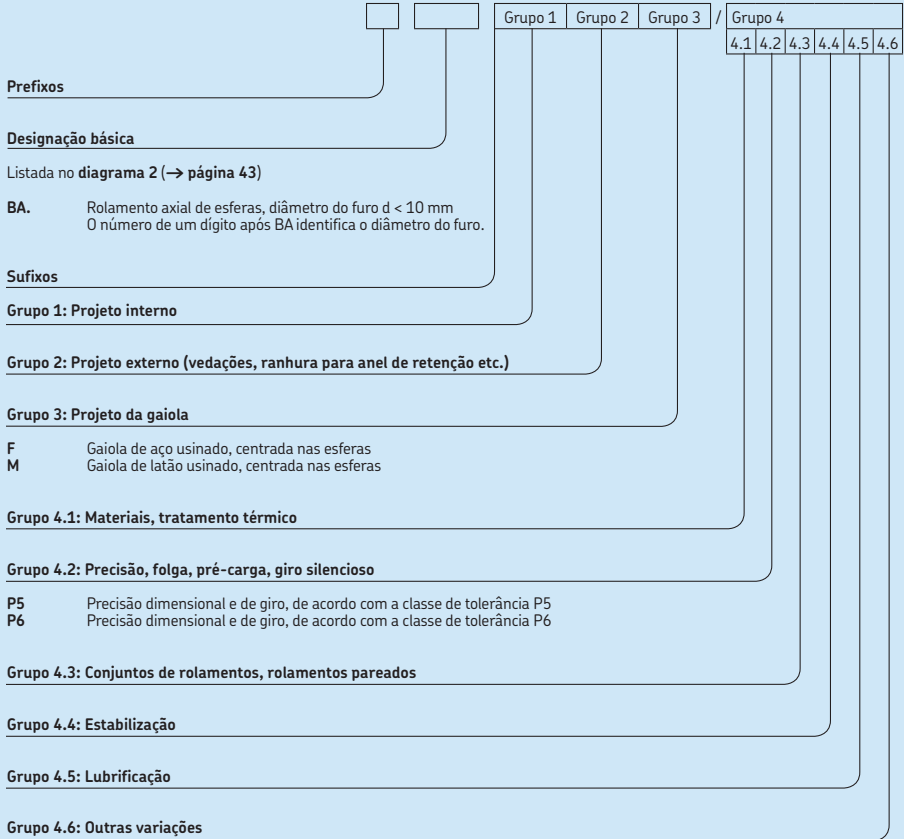 Grupo 1 Grupo 2 Grupo 3 / Grupo 4
4.1 4.2 4.3 4.4 4.5 4.6
Prefixos
Designação básica
Listada no diagrama 2 (→ página 43)
BA. Rolamento axial de esferas, diâmetro do furo d < 10 mm
O número de um dígito após BA identifica o diâmetro do furo.
Sufixos
Grupo 1: Projeto interno
Grupo 2: Projeto externo (vedações, ranhura para anel de retenção etc.)
Grupo 3: Projeto da gaiola
F Gaiola de aço usinado, centrada nas esferas
M Gaiola de latão usinado, centrada nas esferas
Grupo 4.1: Materiais, tratamento térmico
Grupo 4.2: Precisão, folga, pré-carga, giro silencioso
P5 Precisão dimensional e de giro, de acordo com a classe de tolerância P5
P6 Precisão dimensional e de giro, de acordo com a classe de tolerância P6
Grupo 4.3: Conjuntos de rolamentos, rolamentos pareados
Grupo 4.4: Estabilização
Grupo 4.5: Lubrificação
Grupo 4.6: Outras variações